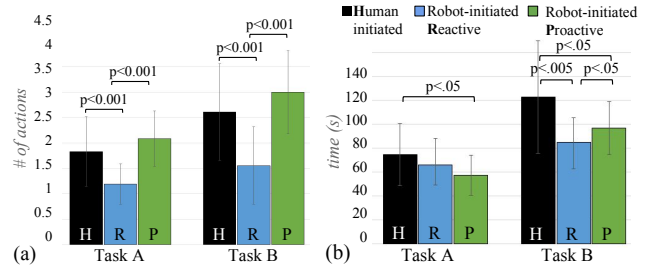 Human initiated
Robot-initiated Reactive
Robot-initiated Proactive
# of actions
4.5
4
3.5
3
2.5
2
1.5
1
0.5
0
p<0.001
p<0.001
p<0.001
p<0.001
H R P H R P
Task A Task B
(a)
time (s)
140
120
100
80
60
40
20
0
p<.05
p<.05
p<.005 p<.05
H R P H R P
Task A Task B
(b)